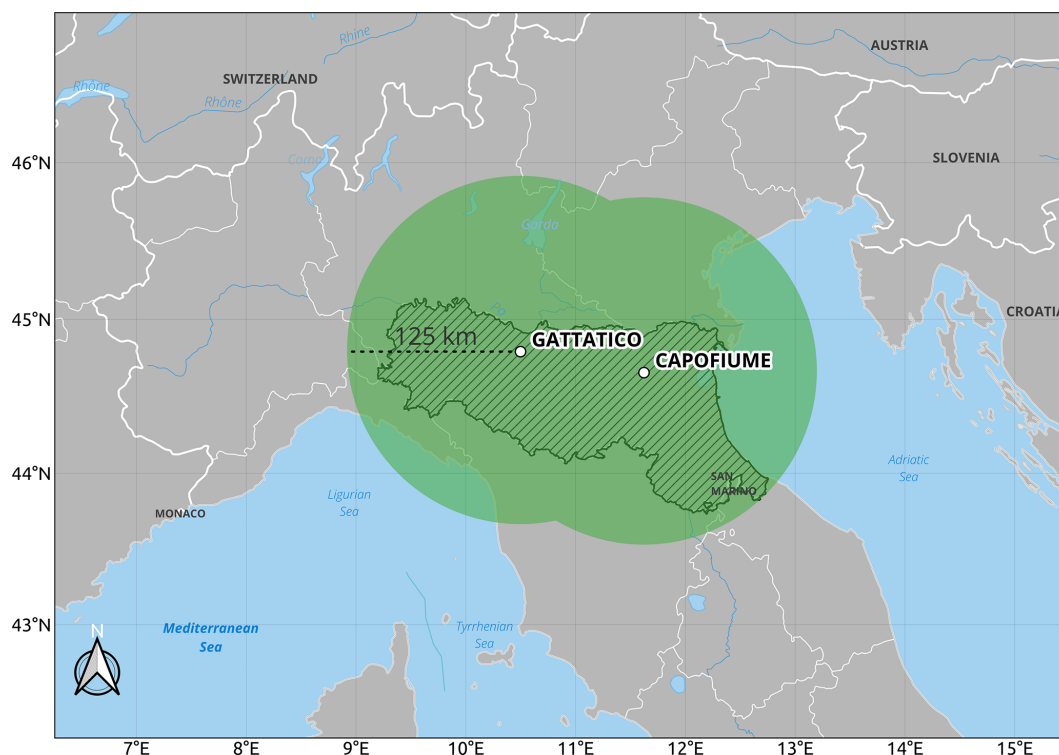 Rhine
AUSTRIA
SWITZERLAND
Rhône
Rhône
46°N
Como
SLOVENIA
Garda
45°N
CROATIA
125 km
GATTATICO
CAPOFIUME
44°N
Adriatic
Sea
SAN
MARINO
Ligurian
Sea
MONACO
43°N
Mediterranean
Sea
Tyrrhenian
Sea
N
7°E
8°E
9°E
10°E
11°E
12°E
13°E
14°E
15°E